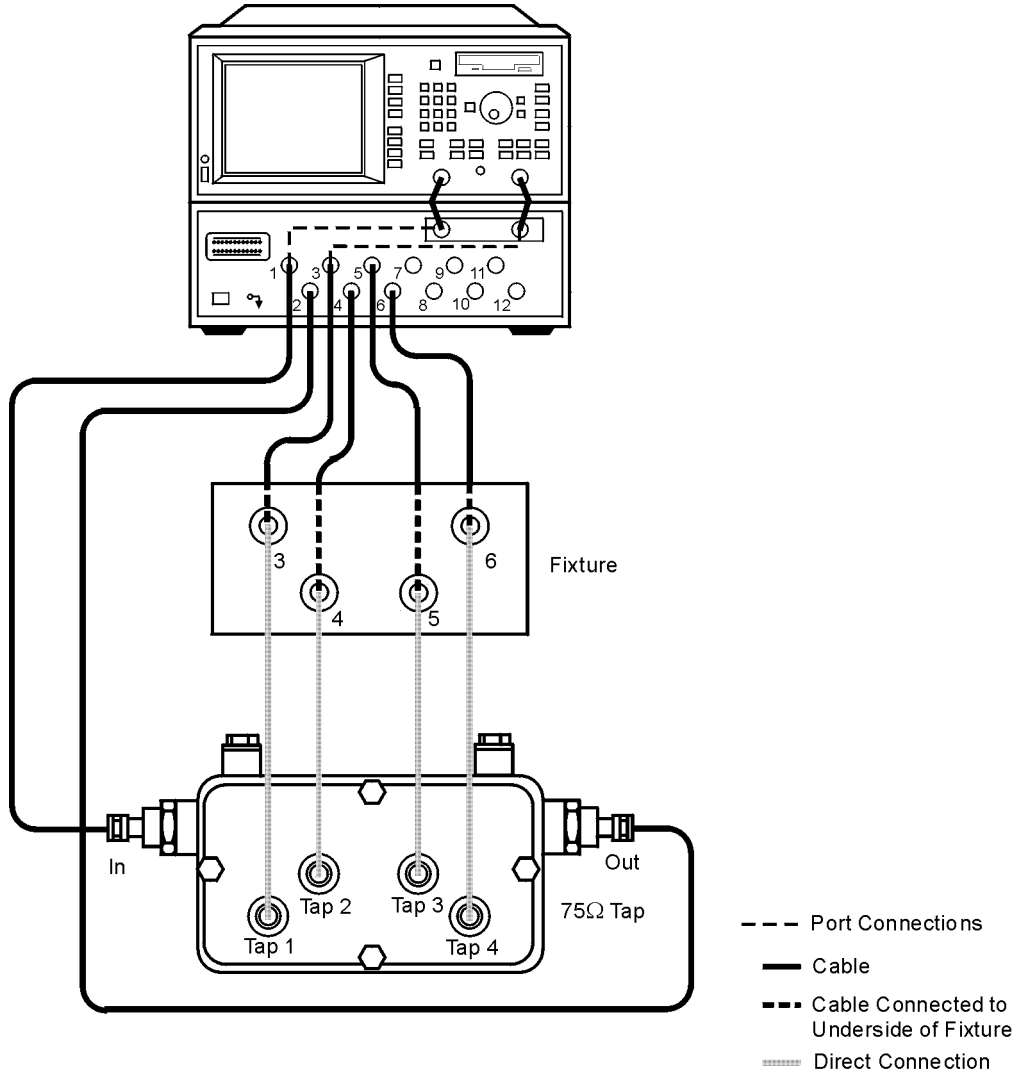 1 3 5 7 9 11
2 4 6 8 10 12
3 6
Fixture
4 5
In
Out
Tap 2 Tap 3
75Ω Tap
Tap 1 Tap 4
Port Connections
Cable
Cable Connected to
Underside of Fixture
Direct Connection